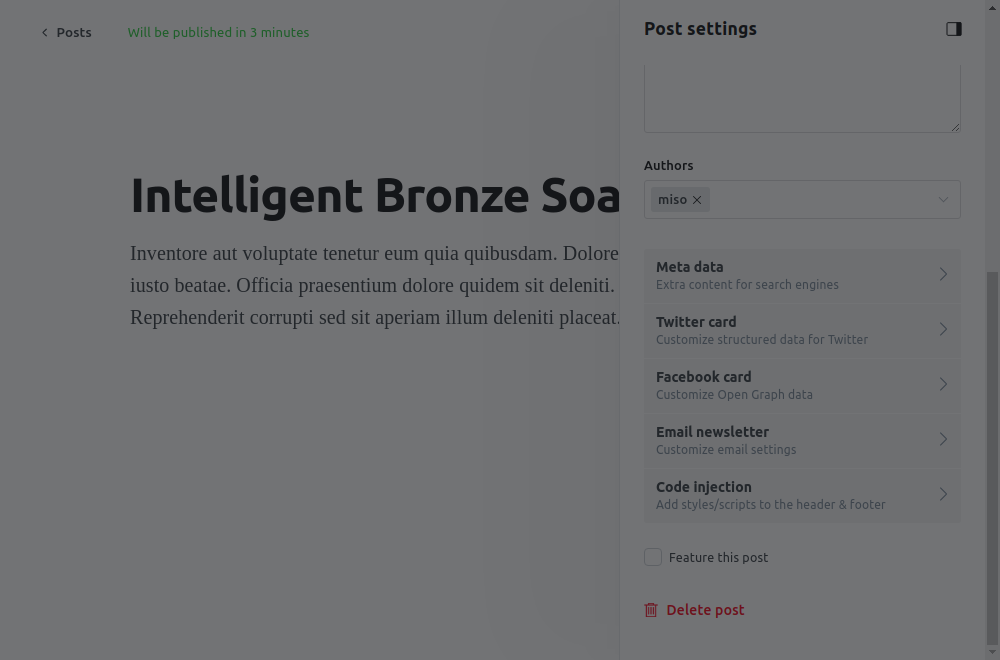 Posts
Will be published in 3 minutes
Post settings
Intelligent Bronze Soa
Inventore aut voluptate tenetur eum quia quibusdam. Dolore
iusto beatae. Officia praesentium dolore quidem sit deleniti.
Reprehenderit corrupti sed sit aperiam illum deleniti placeat.
Authors
miso
Meta data
Extra content for search engines
Twitter card
Customize structured data for Twitter
Facebook card
Customize Open Graph data
Email newsletter
Customize email settings
Code injection
Add styles/scripts to the header & footer
Feature this post
Delete post